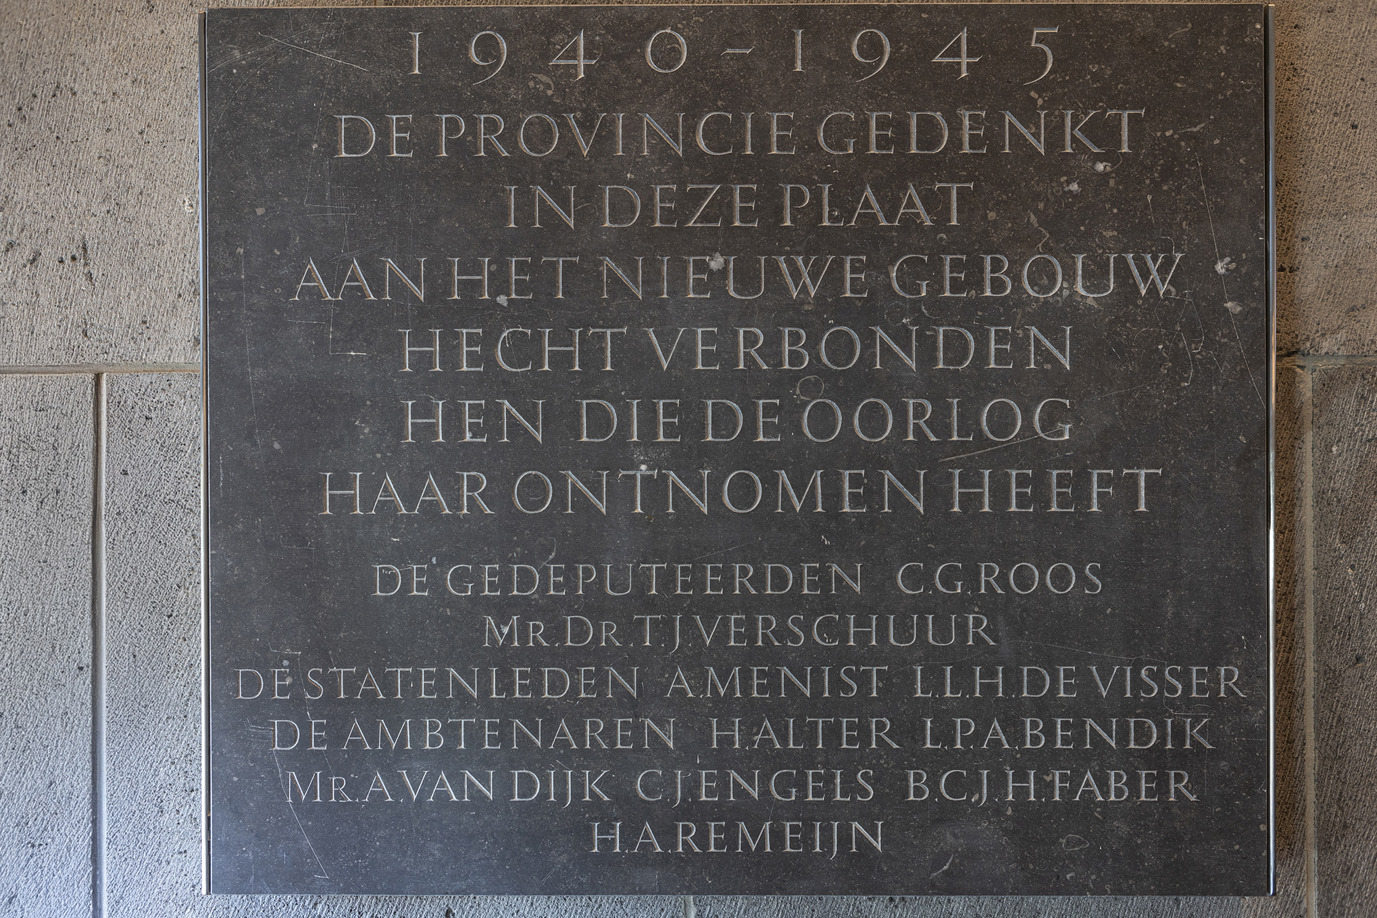 1940-1945
DE PROVINCIE GEDENKT
IN DEZE PLAAT
AAN HET NIEUWE GEBOUW
HECHT VERBONDEN
HEN DIE DE OORLOG
HAAR ONTNOMEN HEEFT
DE GEDEPUTEERDEN C.G.ROOS
MR.DR.T.J.VERSCHUUR
DE STATENLEDEN A.MENIST L.L.H.DE VISSER
DE AMBTENAREN H.ALTER L.P.A.BENDIK
MR.A.VAN DIJK C.J.ENGELS B.C.J.H.FABER
H.A.REMEIJN